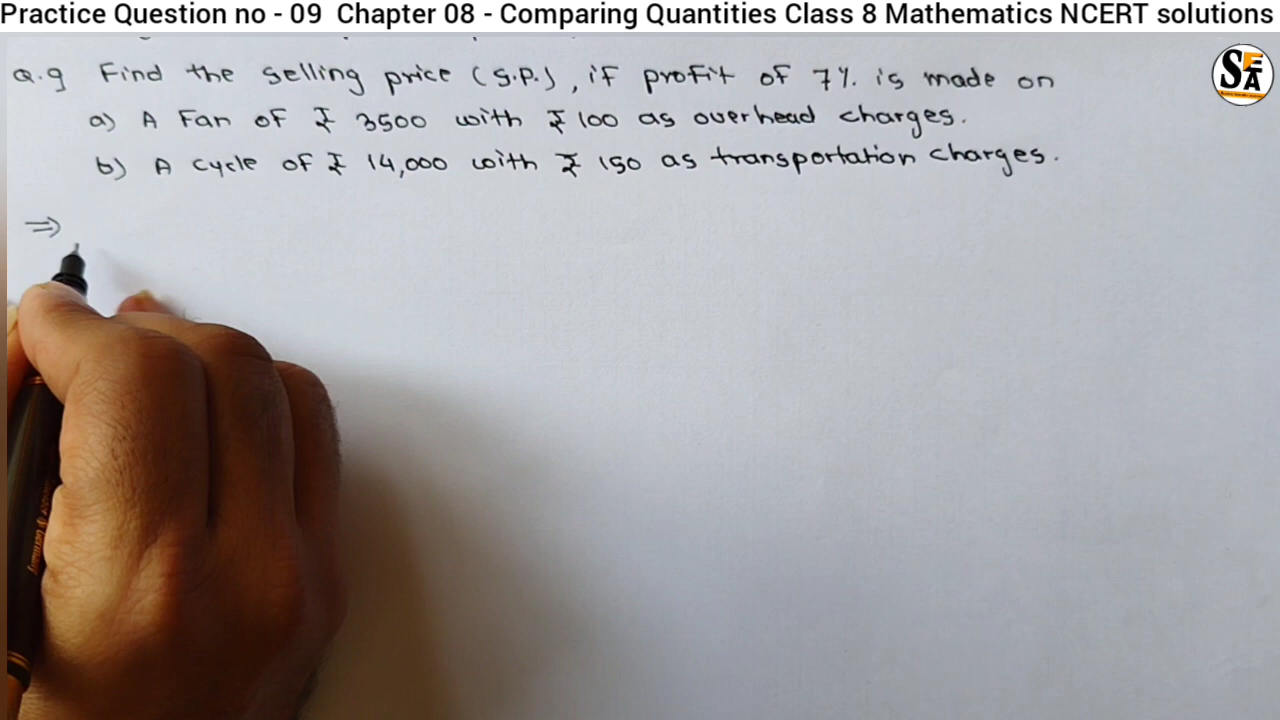 Practice Question no - 09 Chapter 08 - Comparing Quantities Class 8 Mathematics NCERT solutions
Q.9 Find the selling price (S.P.), if profit of 7% is made on
a) A Fan of ₹ 3500 with ₹ 100 as overhead charges.
b) A cycle of ₹ 14,000 with ₹ 150 as transportation charges.
⇒
SFEA